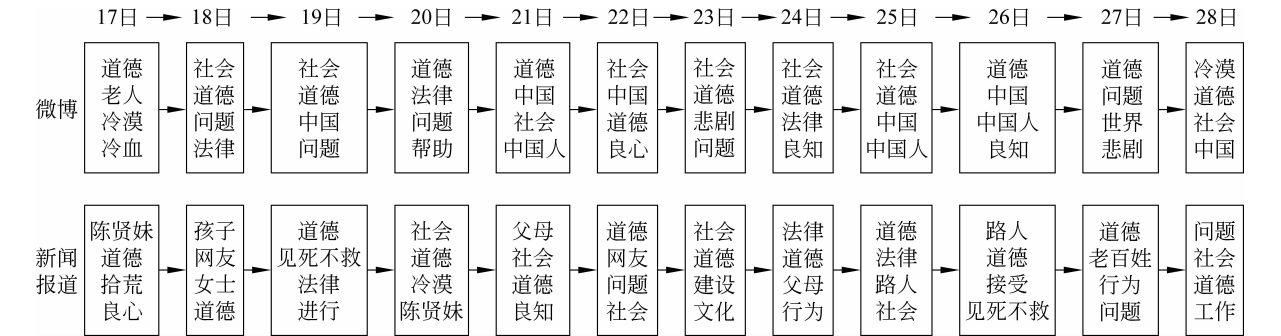 17日 18日 19日 20日 21日 22日 23日 24日 25日 26日 27日 28日
微博
道德
老人
冷漠
冷血
社会
道德
问题
法律
社会
道德
中国
问题
道德
法律
问题
帮助
道德
中国
社会
中国人
社会
中国
道德
良心
社会
道德
悲剧
问题
社会
道德
法律
良知
社会
道德
中国
中国人
道德
中国
中国人
良知
道德
问题
世界
悲剧
冷漠
道德
社会
中国
新闻
报道
陈贤妹
道德
拾荒
良心
孩子
网友
女士
道德
道德
见死不救
法律
进行
社会
道德
冷漠
陈贤妹
父母
社会
道德
良知
道德
网友
问题
社会
社会
道德
建设
文化
法律
道德
父母
行为
道德
法律
路人
社会
路人
道德
接受
见死不救
道德
老百姓
行为
问题
问题
社会
道德
工作